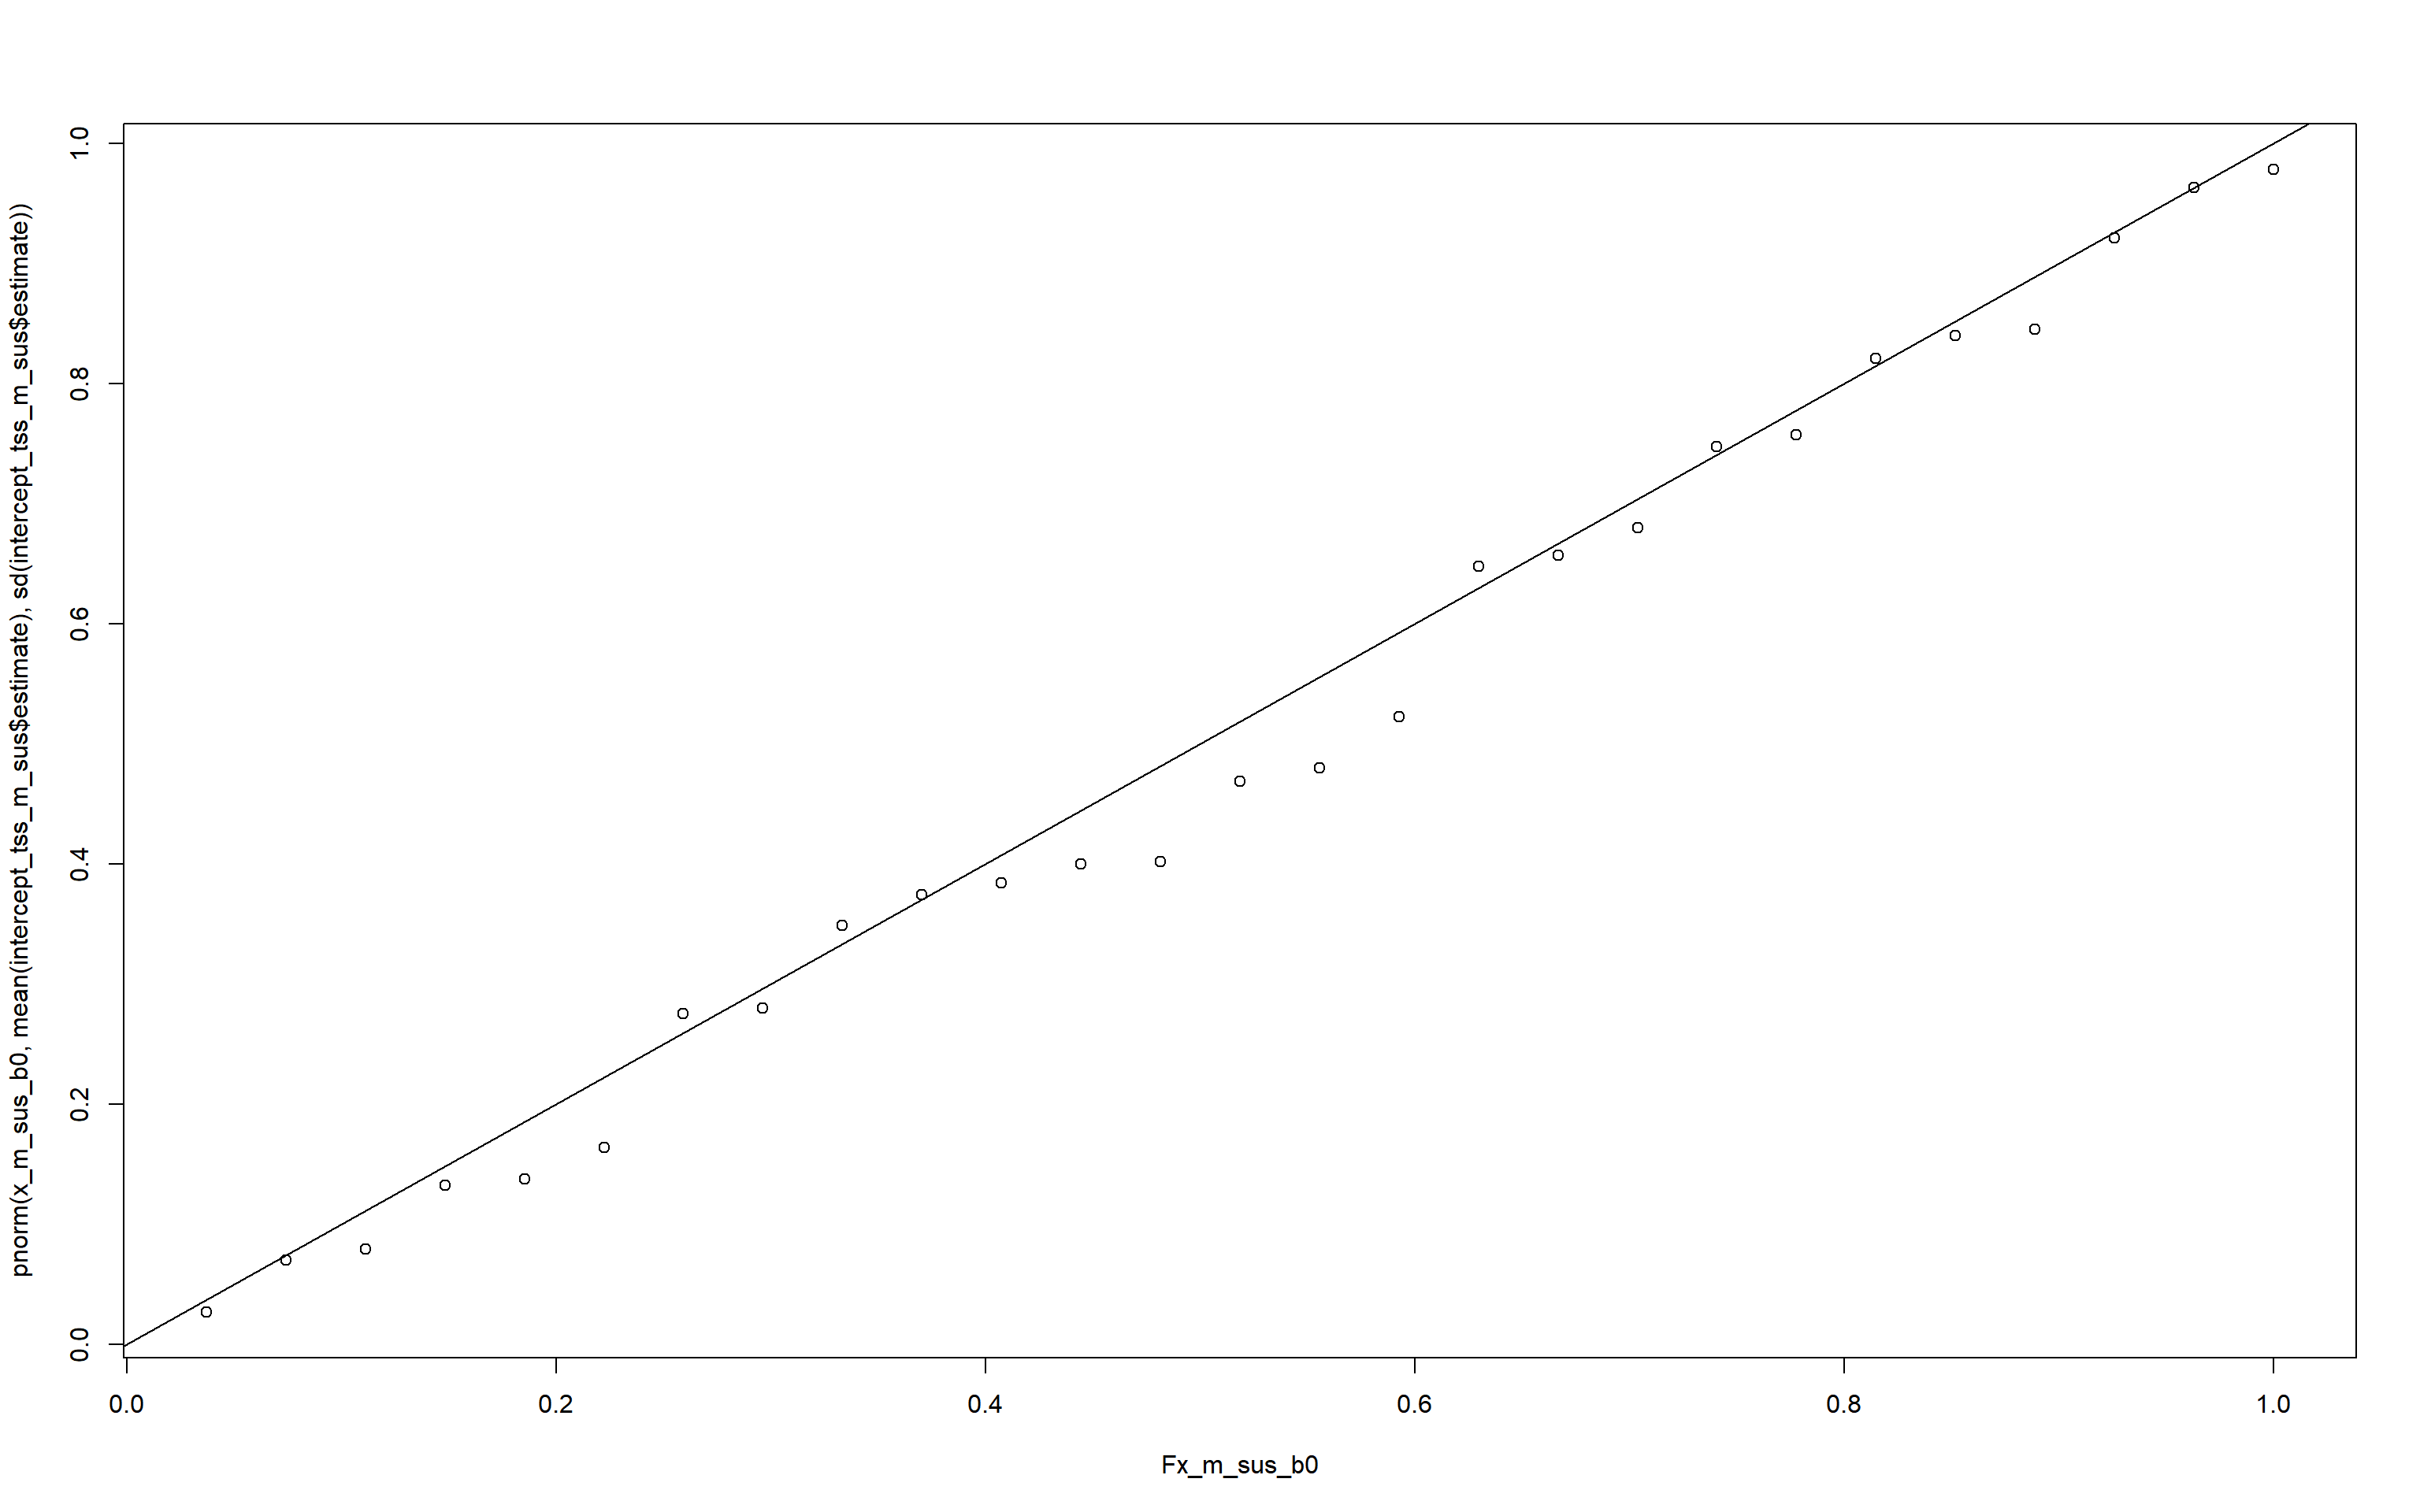 pnorm(x_m_sus_b0, mean(intercept_tss_m_sus$estimate), sd(intercept_tss_m_sus$estimate))
1.0
0.8
0.6
0.4
0.2
0.0
0.0 0.2 0.4 0.6 0.8 1.0
Fx_m_sus_b0